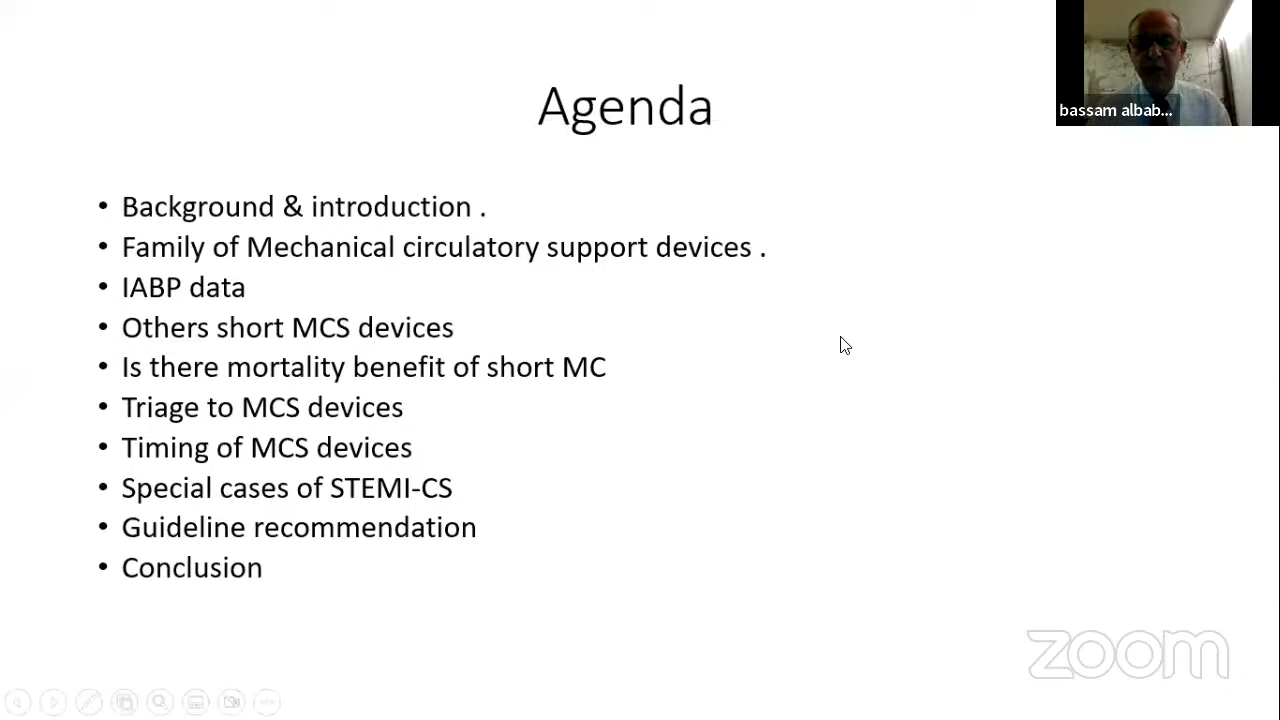 bassam albab...
Agenda
• Background & introduction .
• Family of Mechanical circulatory support devices .
• IABP data
• Others short MCS devices
• Is there mortality benefit of short MC
• Triage to MCS devices
• Timing of MCS devices
• Special cases of STEMI-CS
• Guideline recommendation
• Conclusion
zoom